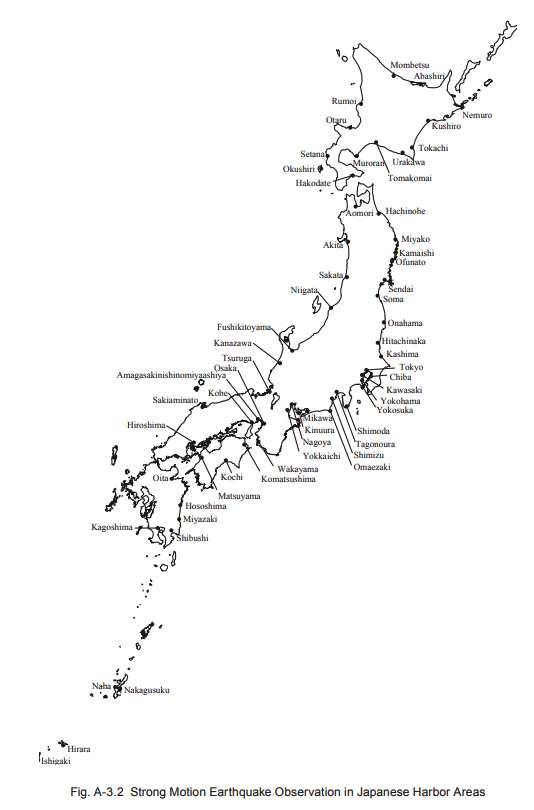 Mombetsu
Abashiri
Rumoi
Nemuro
Otaru
Kushiro
Tokachi
Setana
Muroran
Urakawa
Okushiri
Tomakomai
Hakodate
Aomori
Hachinohe
Akita
Miyako
Kamaishi
Ofunato
Sakata
Sendai
Niigata
Soma
Onahama
Fushikitoyama
Kanazawa
Hitachinaka
Tsuruga
Kashima
Osaka
Tokyo
Amagasakinishinomiyaashiya
Chiba
Kobe
Kawasaki
Sakiaminato
Yokohama
Yokosuka
Mikawa
Hiroshima
Kinuura
Shimoda
Nagoya
Tagonoura
Yokkaichi
Shimizu
Omaezaki
Wakayama
Oita
Kochi
Komatsushima
Matsuyama
Hososhima
Miyazaki
Kagoshima
Shibushi
Naha
Nakagusuku
Hirara
Ishigaki
Fig. A-3.2 Strong Motion Earthquake Observation in Japanese Harbor Areas